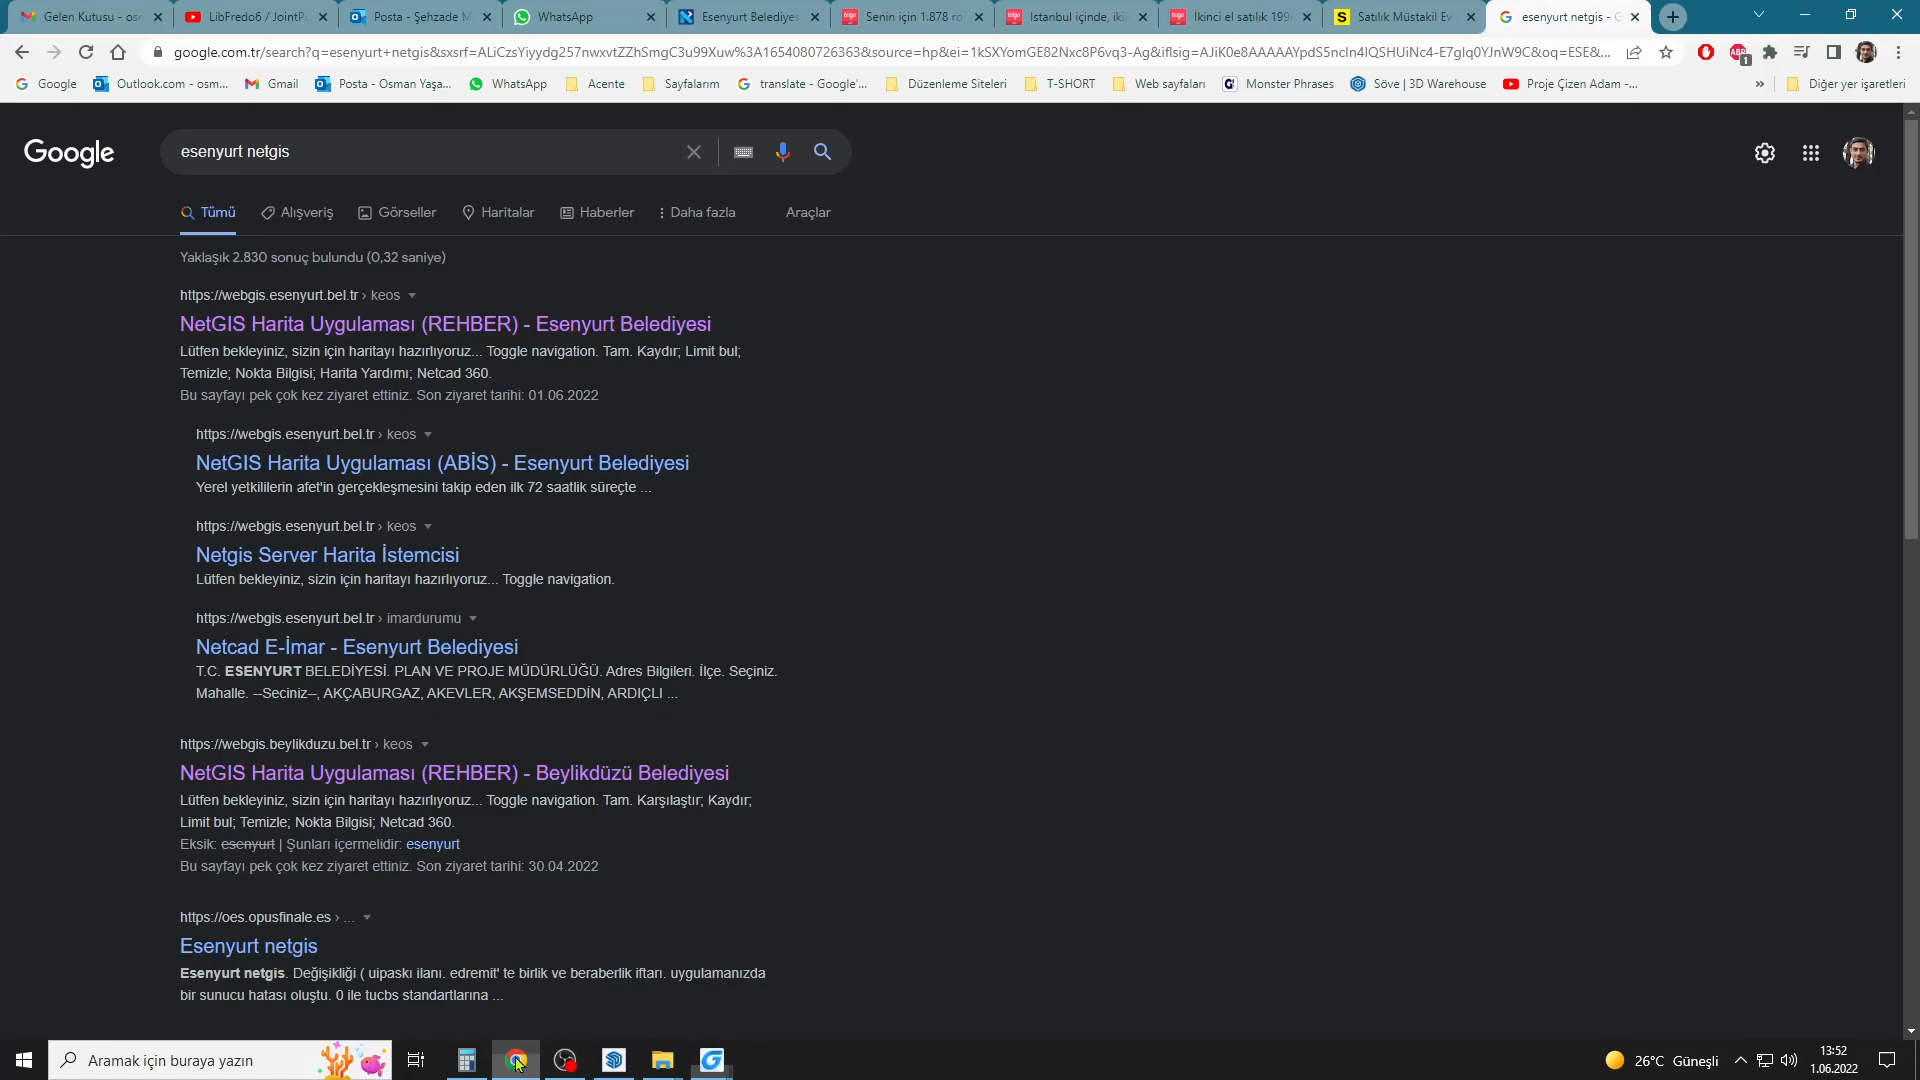 Gelen Kutusu - osn
LibFredo6 / JointPu
Posta - Şehzade M
WhatsApp
Esenyurt Belediyes
Senin için 1.878 ro
Istanbul içinde, iki
İkinci el satılık 199
Satılık Müstakil Ev
esenyurt netgis - G
google.com.tr/search?q=esenyurt+netgis&sxsrf=ALiCzsYiyydg257nwxvtZZhSmgC3u99Xuw%3A1654080726363&source=hp&ei=1kSXYomGE82Nxc8P6vq3-Ag&iflsig=AJiK0e8AAAAAYpdS5ncln4IQSHUiNc4-E7glq0YJnW9C&oq=ESE&...
Google
Outlook.com - osm...
Gmail
Posta - Osman Yaşa...
WhatsApp
Acente
Sayfalarım
translate - Google'...
Düzenleme Siteleri
T-SHORT
Web sayfaları
Monster Phrases
Söve | 3D Warehouse
Proje Çizen Adam -...
»
Diğer yer işaretleri
Google
esenyurt netgis
Tümü
Alışveriş
Görseller
Haritalar
Haberler
Daha fazla
Araçlar
Yaklaşık 2.830 sonuç bulundu (0,32 saniye)
https://webgis.esenyurt.bel.tr › keos
NetGIS Harita Uygulaması (REHBER) - Esenyurt Belediyesi
Lütfen bekleyiniz, sizin için haritayı hazırlıyoruz... Toggle navigation. Tam. Kaydır; Limit bul;
Temizle; Nokta Bilgisi; Harita Yardımı; Netcad 360.
Bu sayfayı pek çok kez ziyaret ettiniz. Son ziyaret tarihi: 01.06.2022
https://webgis.esenyurt.bel.tr › keos
NetGIS Harita Uygulaması (ABİS) - Esenyurt Belediyesi
Yerel yetkililerin afet'in gerçekleşmesini takip eden ilk 72 saatlik süreçte ...
https://webgis.esenyurt.bel.tr › keos
Netgis Server Harita İstemcisi
Lütfen bekleyiniz, sizin için haritayı hazırlıyoruz... Toggle navigation.
https://webgis.esenyurt.bel.tr › imardurumu
Netcad E-İmar - Esenyurt Belediyesi
T.C. ESENYURT BELEDİYESİ. PLAN VE PROJE MÜDÜRLÜĞÜ. Adres Bilgileri. İlçe. Seçiniz.
Mahalle. --Seciniz--, AKÇABURGAZ, AKEVLER, AKŞEMSEDDİN, ARDIÇLI ...
https://webgis.beylikduzu.bel.tr › keos
NetGIS Harita Uygulaması (REHBER) - Beylikdüzü Belediyesi
Lütfen bekleyiniz, sizin için haritayı hazırlıyoruz... Toggle navigation. Tam. Karşılaştır; Kaydır;
Limit bul; Temizle; Nokta Bilgisi; Netcad 360.
Eksik: esenyurt | Şunları içermelidir: esenyurt
Bu sayfayı pek çok kez ziyaret ettiniz. Son ziyaret tarihi: 30.04.2022
https://oes.opusfinale.es › ...
Esenyurt netgis
Esenyurt netgis. Değişikliği ( uipaskı ilanı. edremit' te birlik ve beraberlik iftarı. uygulamanızda
bir sunucu hatası oluştu. 0 ile tucbs standartlarına ...
Aramak için buraya yazın
26°C Güneşli
13:52
1.06.2022